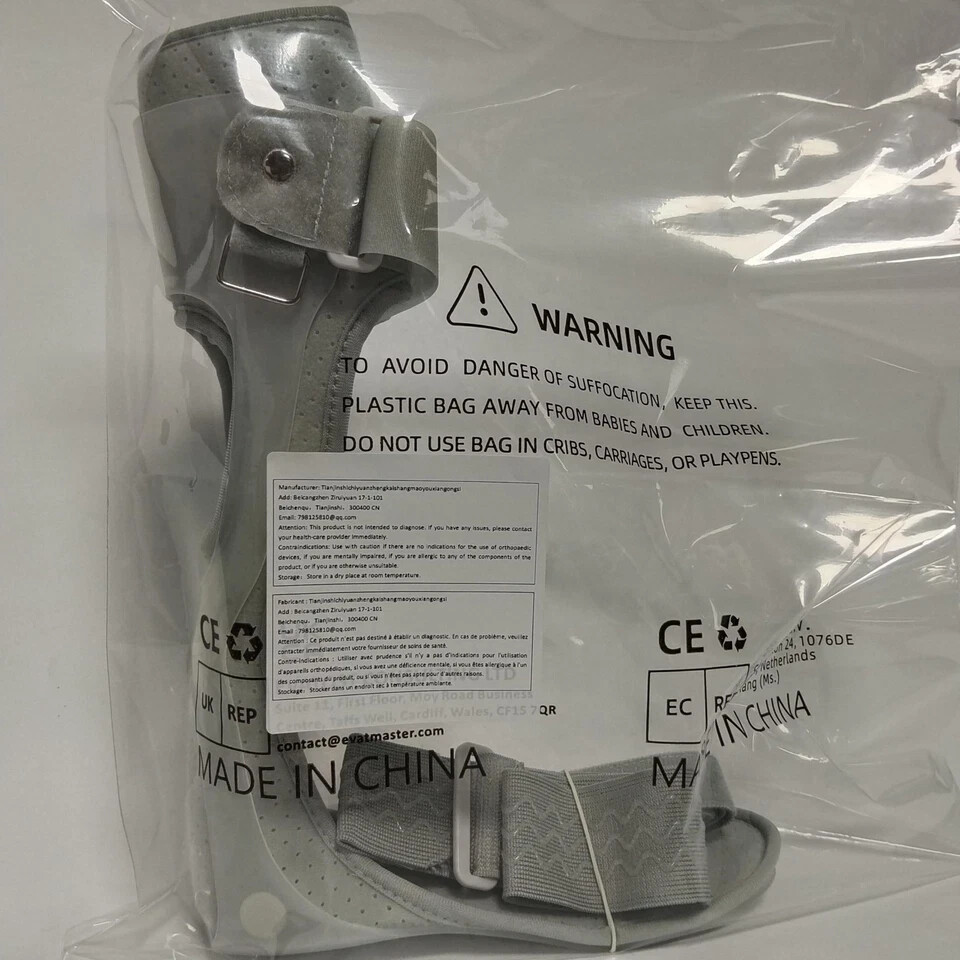 WARNING
TO AVOID DANGER OF SUFFOCATION, KEEP THIS.
PLASTIC BAG AWAY FROM BABIES AND CHILDREN.
DO NOT USE BAG IN CRIBS, CARRIAGES, OR PLAYPENS.
Manufacturer: Tianjinshichiyuanzhengkaishangmaoyouxiangongsi
Add: Beicangzhen Ziruiyuan 17-1-101
Beichenqu, Tianjinshi, 300400 CN
Email: 798125810@qq.com
Attention: This product is not intended to diagnose. If you have any issues, please contact
your health-care provider immediately.
Contraindications: Use with caution if there are no indications for the use of orthopaedic
devices, if you are mentally impaired, if you are allergic to any of the components of the
product, or if you are otherwise unsuitable.
Storage: Store in a dry place at room temperature.
Fabricant : Tianjinshichiyuanzhengkaishangmaoyouxiangongsi
Add : Beicangzhen Ziruiyuan 17-1-101
Beichenqu, Tianjinshi, 300400 CN
Email : 798125810@qq.com
Attention : Ce produit n'est pas destiné à établir un diagnostic. En cas de problème, veuillez
contacter immédiatement votre fournisseur de soins de santé.
Contre-indications : Utiliser avec prudence s'il n'y a pas d'indications pour l'utilisation
d'appareils orthopédiques, si vous avez une déficience mentale, si vous êtes allergique à l'un
des composants du produit, ou si vous n'êtes pas apte pour d'autres raisons.
Stockage : Stocker dans un endroit sec à température ambiante.
CE
UK REP
LTD
Suite 11, First Floor, Moy Road Business
Centre, Taffs Well, Cardiff, Wales, CF15 7QR
contact@evatmaster.com
MADE IN CHINA
CE
24, 1076DE
Netherlands
(Ms.)
EC
IN CHINA